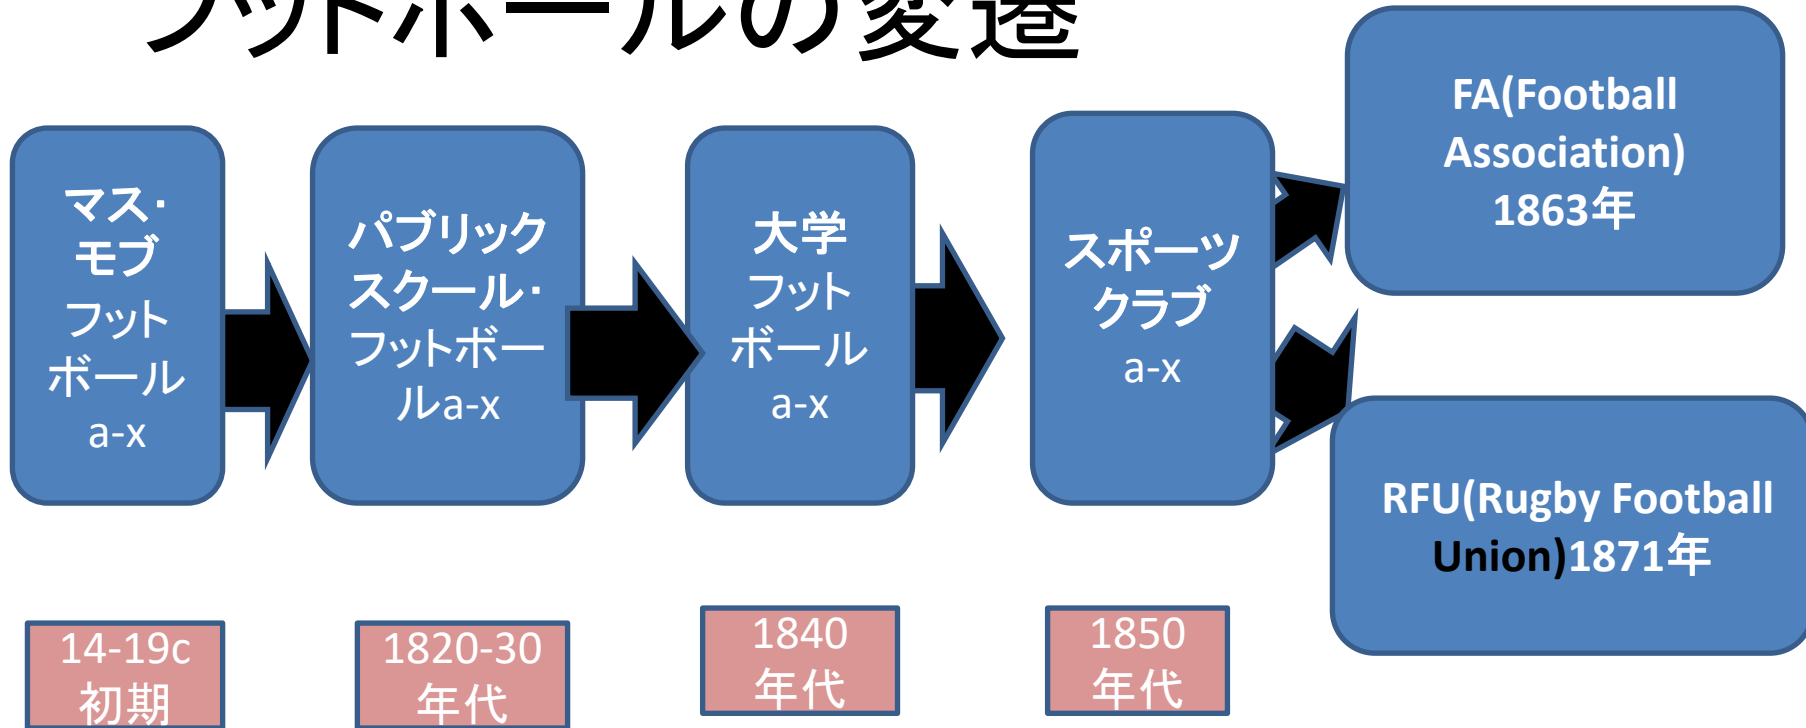 フットボールの変遷
マス・
モブ
フット
ボール
a-x
パブリック
スクール・
フットボー
ルa-x
大学
フット
ボール
a-x
スポーツ
クラブ
a-x
FA(Football
Association)
1863年
RFU(Rugby Football
Union)1871年
14-19c
初期
1820-30
年代
1840
年代
1850
年代